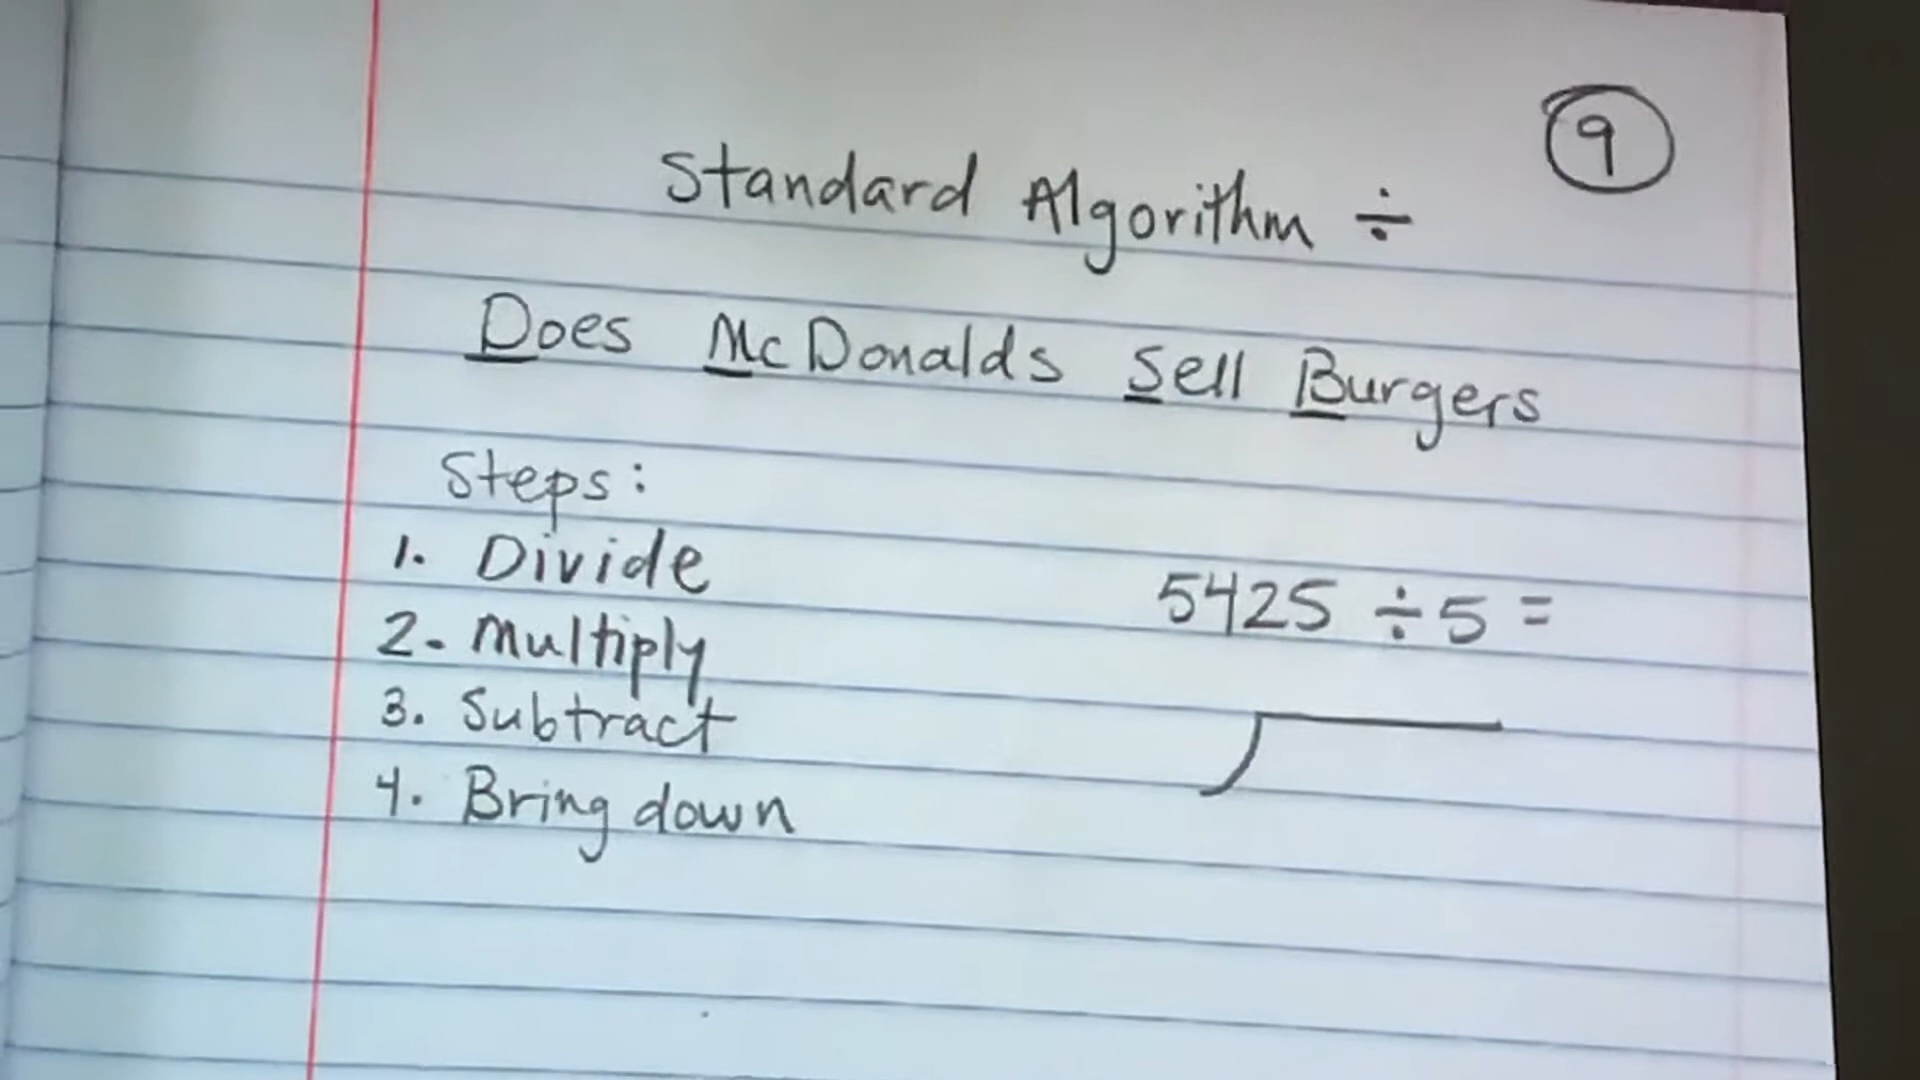 9
Standard Algorithm ÷
Does McDonalds Sell Burgers
Steps:
1. Divide
2. Multiply
3. Subtract
4. Bring down
5425 ÷ 5 =